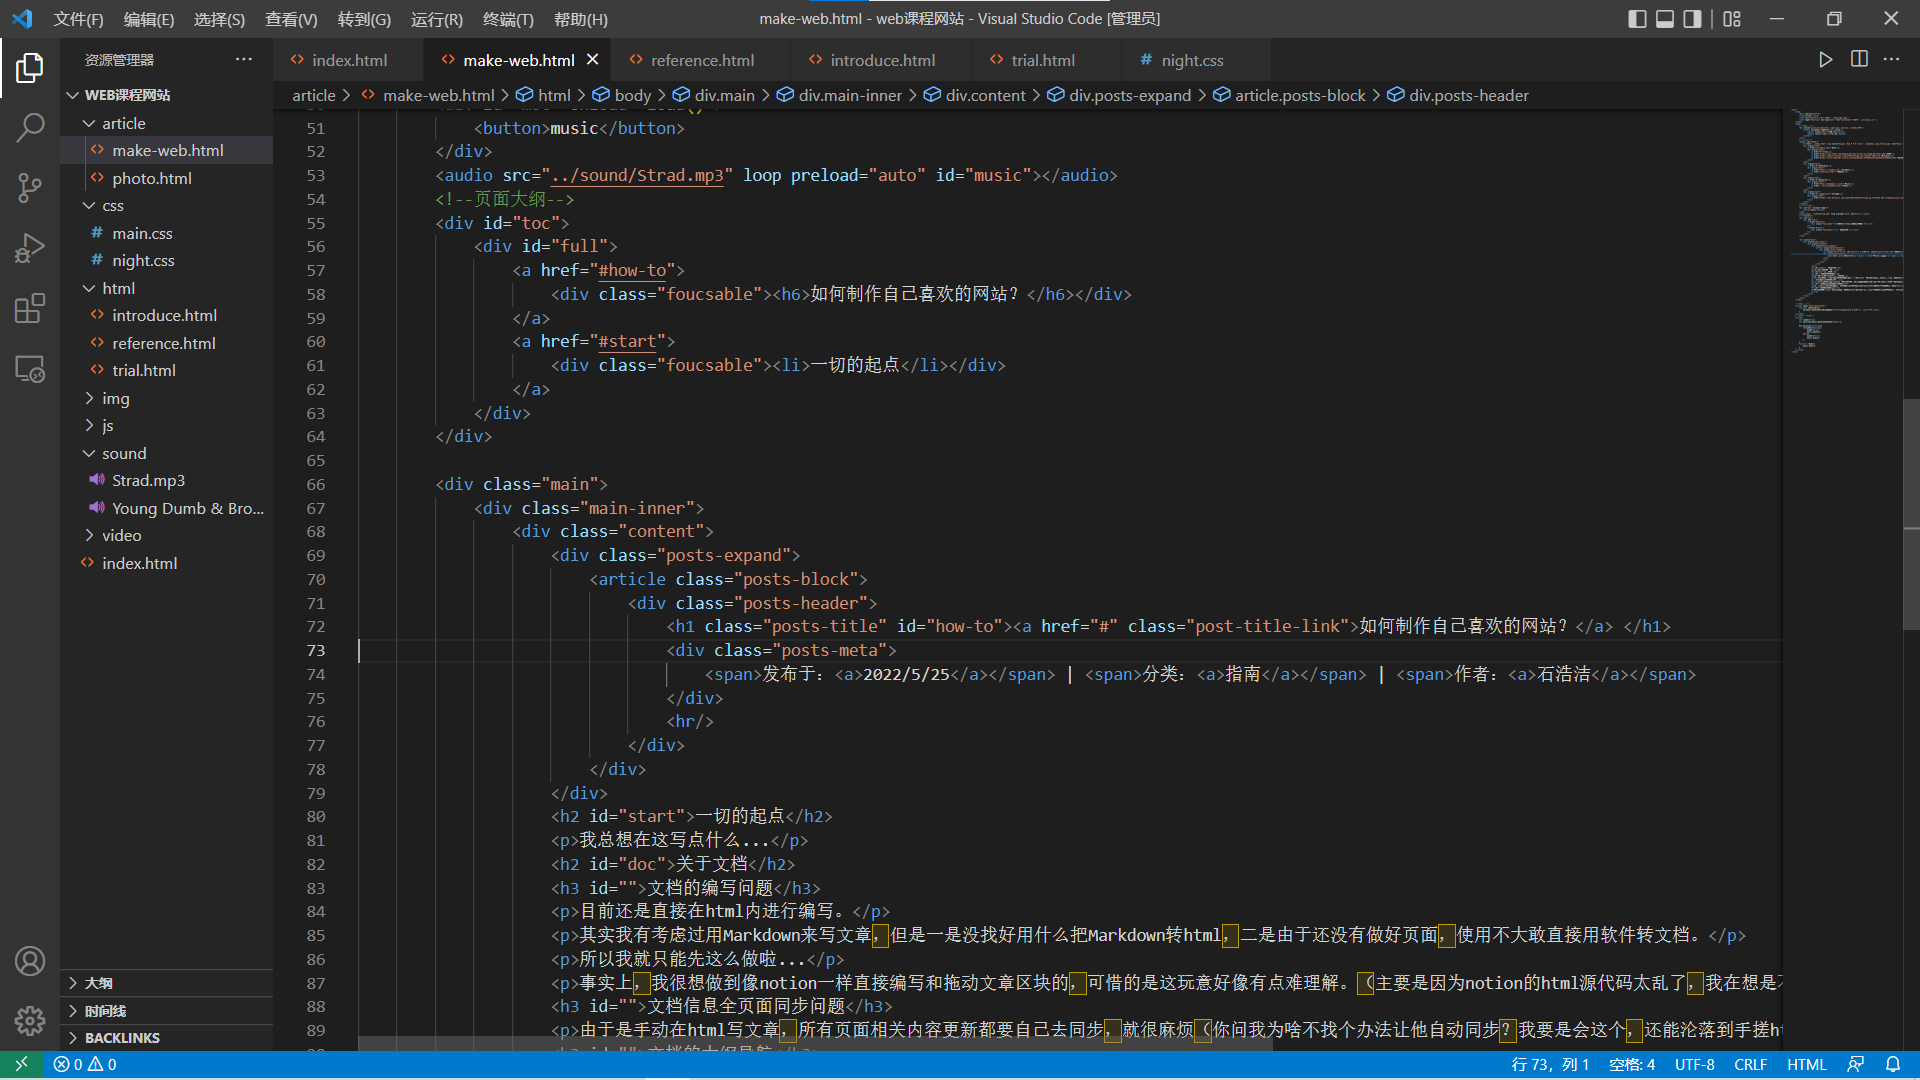 文件(F) 编辑(E) 选择(S) 查看(V) 转到(G) 运行(R) 终端(T) 帮助(H) make-web.html - web课程网站 - Visual Studio Code [管理员]
资源管理器
index.html make-web.html reference.html introduce.html trial.html # night.css
article > make-web.html > html > body > div.main > div.main-inner > div.content > div.posts-expand > article.posts-block > div.posts-header
WEB课程网站
article
make-web.html
photo.html
css
# main.css
# night.css
html
introduce.html
reference.html
trial.html
img
js
sound
Strad.mp3
Young Dumb & Bro...
video
index.html
大纲
时间线
BACKLINKS
51 <button>music</button>
52 </div>
53 <audio src="../sound/Strad.mp3" loop preload="auto" id="music"></audio>
54 <!--页面大纲-->
55 <div id="toc">
56 <div id="full">
57 <a href="#how-to">
58 <div class="foucsable"><h6>如何制作自己喜欢的网站？</h6></div>
59 </a>
60 <a href="#start">
61 <div class="foucsable"><li>一切的起点</li></div>
62 </a>
63 </div>
64 </div>
65
66 <div class="main">
67 <div class="main-inner">
68 <div class="content">
69 <div class="posts-expand">
70 <article class="posts-block">
71 <div class="posts-header">
72 <h1 class="posts-title" id="how-to"><a href="#" class="post-title-link">如何制作自己喜欢的网站？</a> </h1>
73 <div class="posts-meta">
74 <span>发布于：<a>2022/5/25</a></span> | <span>分类：<a>指南</a></span> | <span>作者：<a>石浩洁</a></span>
75 </div>
76 <hr/>
77 </div>
78 </div>
79 </div>
80 <h2 id="start">一切的起点</h2>
81 <p>我总想在这写点什么...</p>
82 <h2 id="doc">关于文档</h2>
83 <h3 id="">文档的编写问题</h3>
84 <p>目前还是直接在html内进行编写。</p>
85 <p>其实我有考虑过用Markdown来写文章，但是一是没找好用什么把Markdown转html，二是由于还没有做好页面，使用不大敢直接用软件转文档。</p>
86 <p>所以我就只能先这么做啦...</p>
87 <p>事实上，我很想做到像notion一样直接编写和拖动文章区块的，可惜的是这玩意好像有点难理解。（主要是因为notion的html源代码太乱了，我在想是
88 <h3 id="">文档信息全页面同步问题</h3>
89 <p>由于是手动在html写文章，所有页面相关内容更新都要自己去同步，就很麻烦（你问我为啥不找个办法让他自动同步？我要是会这个，还能沦落到手搓ht
0 0 行 73，列 1 空格: 4 UTF-8 CRLF HTML